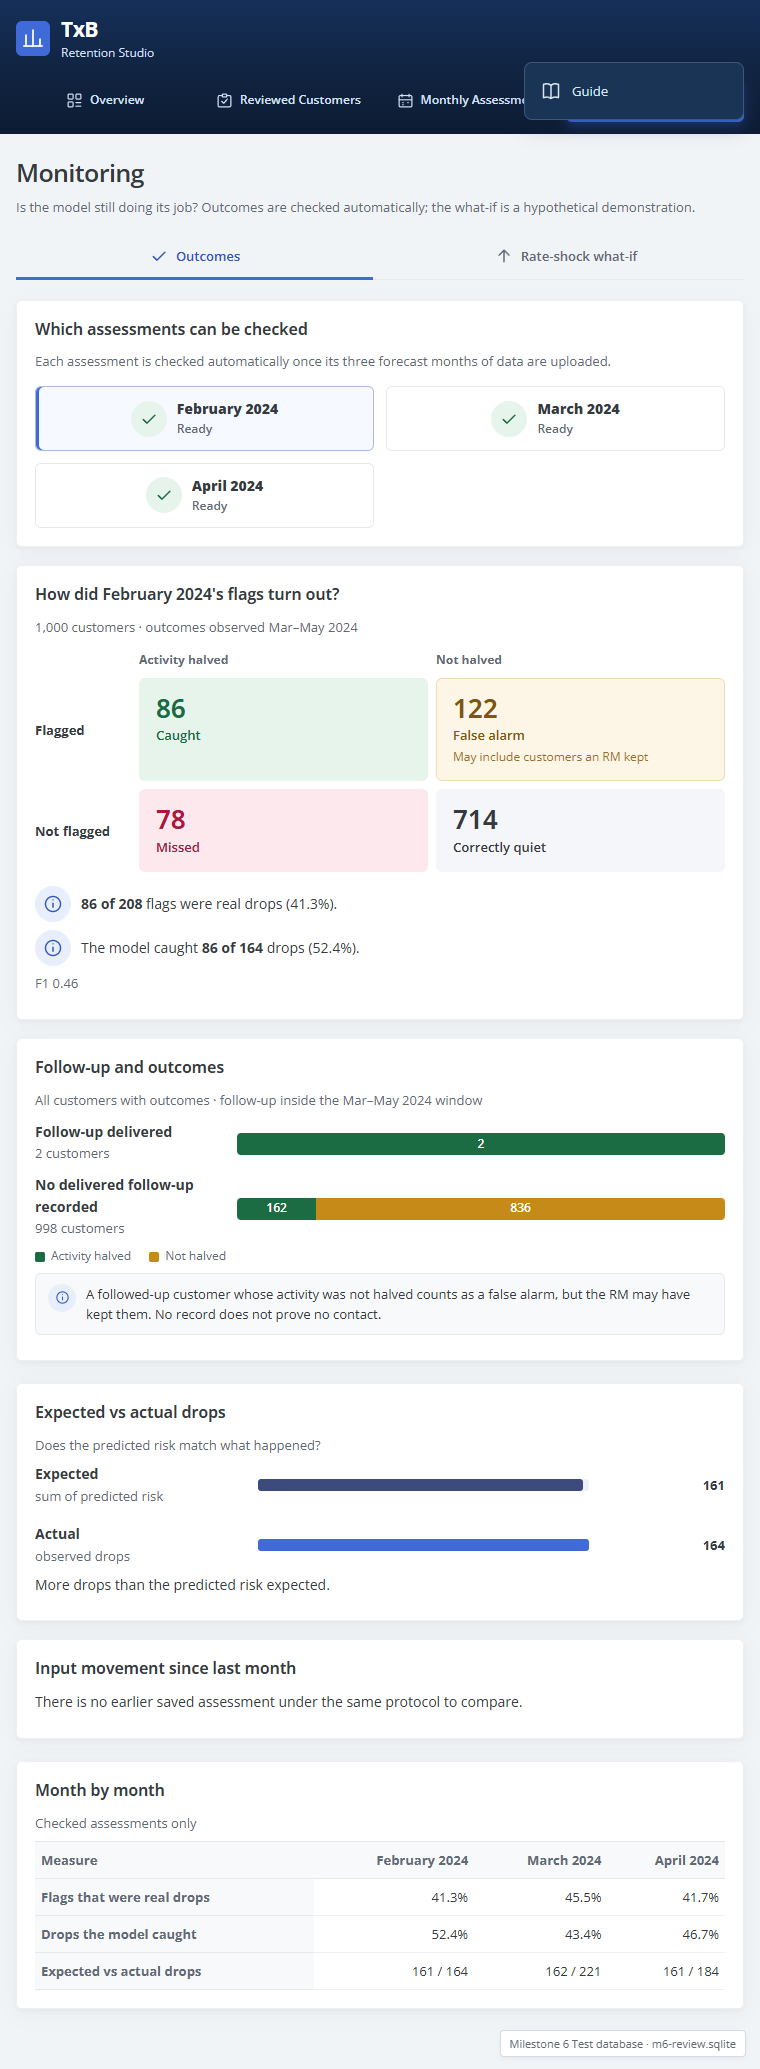 TxB
Retention Studio
Overview
Reviewed Customers
Monthly Assessm
Guide
Monitoring
Is the model still doing its job? Outcomes are checked automatically; the what-if is a hypothetical demonstration.
Outcomes
Rate-shock what-if
Which assessments can be checked
Each assessment is checked automatically once its three forecast months of data are uploaded.
February 2024
Ready
March 2024
Ready
April 2024
Ready
How did February 2024's flags turn out?
1,000 customers · outcomes observed Mar–May 2024
Activity halved
Not halved
Flagged
86
Caught
122
False alarm
May include customers an RM kept
Not flagged
78
Missed
714
Correctly quiet
86 of 208 flags were real drops (41.3%).
The model caught 86 of 164 drops (52.4%).
F1 0.46
Follow-up and outcomes
All customers with outcomes · follow-up inside the Mar–May 2024 window
Follow-up delivered
2 customers
2
No delivered follow-up
recorded
998 customers
162
836
Activity halved
Not halved
A followed-up customer whose activity was not halved counts as a false alarm, but the RM may have
kept them. No record does not prove no contact.
Expected vs actual drops
Does the predicted risk match what happened?
Expected
sum of predicted risk
161
Actual
observed drops
164
More drops than the predicted risk expected.
Input movement since last month
There is no earlier saved assessment under the same protocol to compare.
Month by month
Checked assessments only
Measure February 2024 March 2024 April 2024
Flags that were real drops 41.3% 45.5% 41.7%
Drops the model caught 52.4% 43.4% 46.7%
Expected vs actual drops 161 / 164 162 / 221 161 / 184
Milestone 6 Test database · m6-review.sqlite